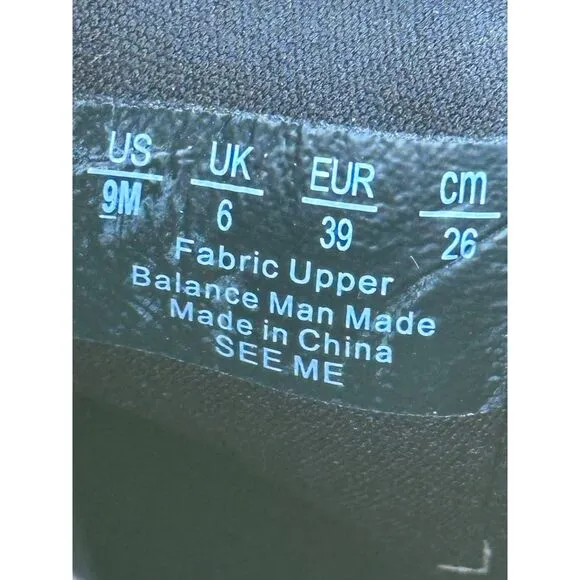 US UK EUR cm
9M 6 39 26
Fabric Upper
Balance Man Made
Made in China
SEE ME
L